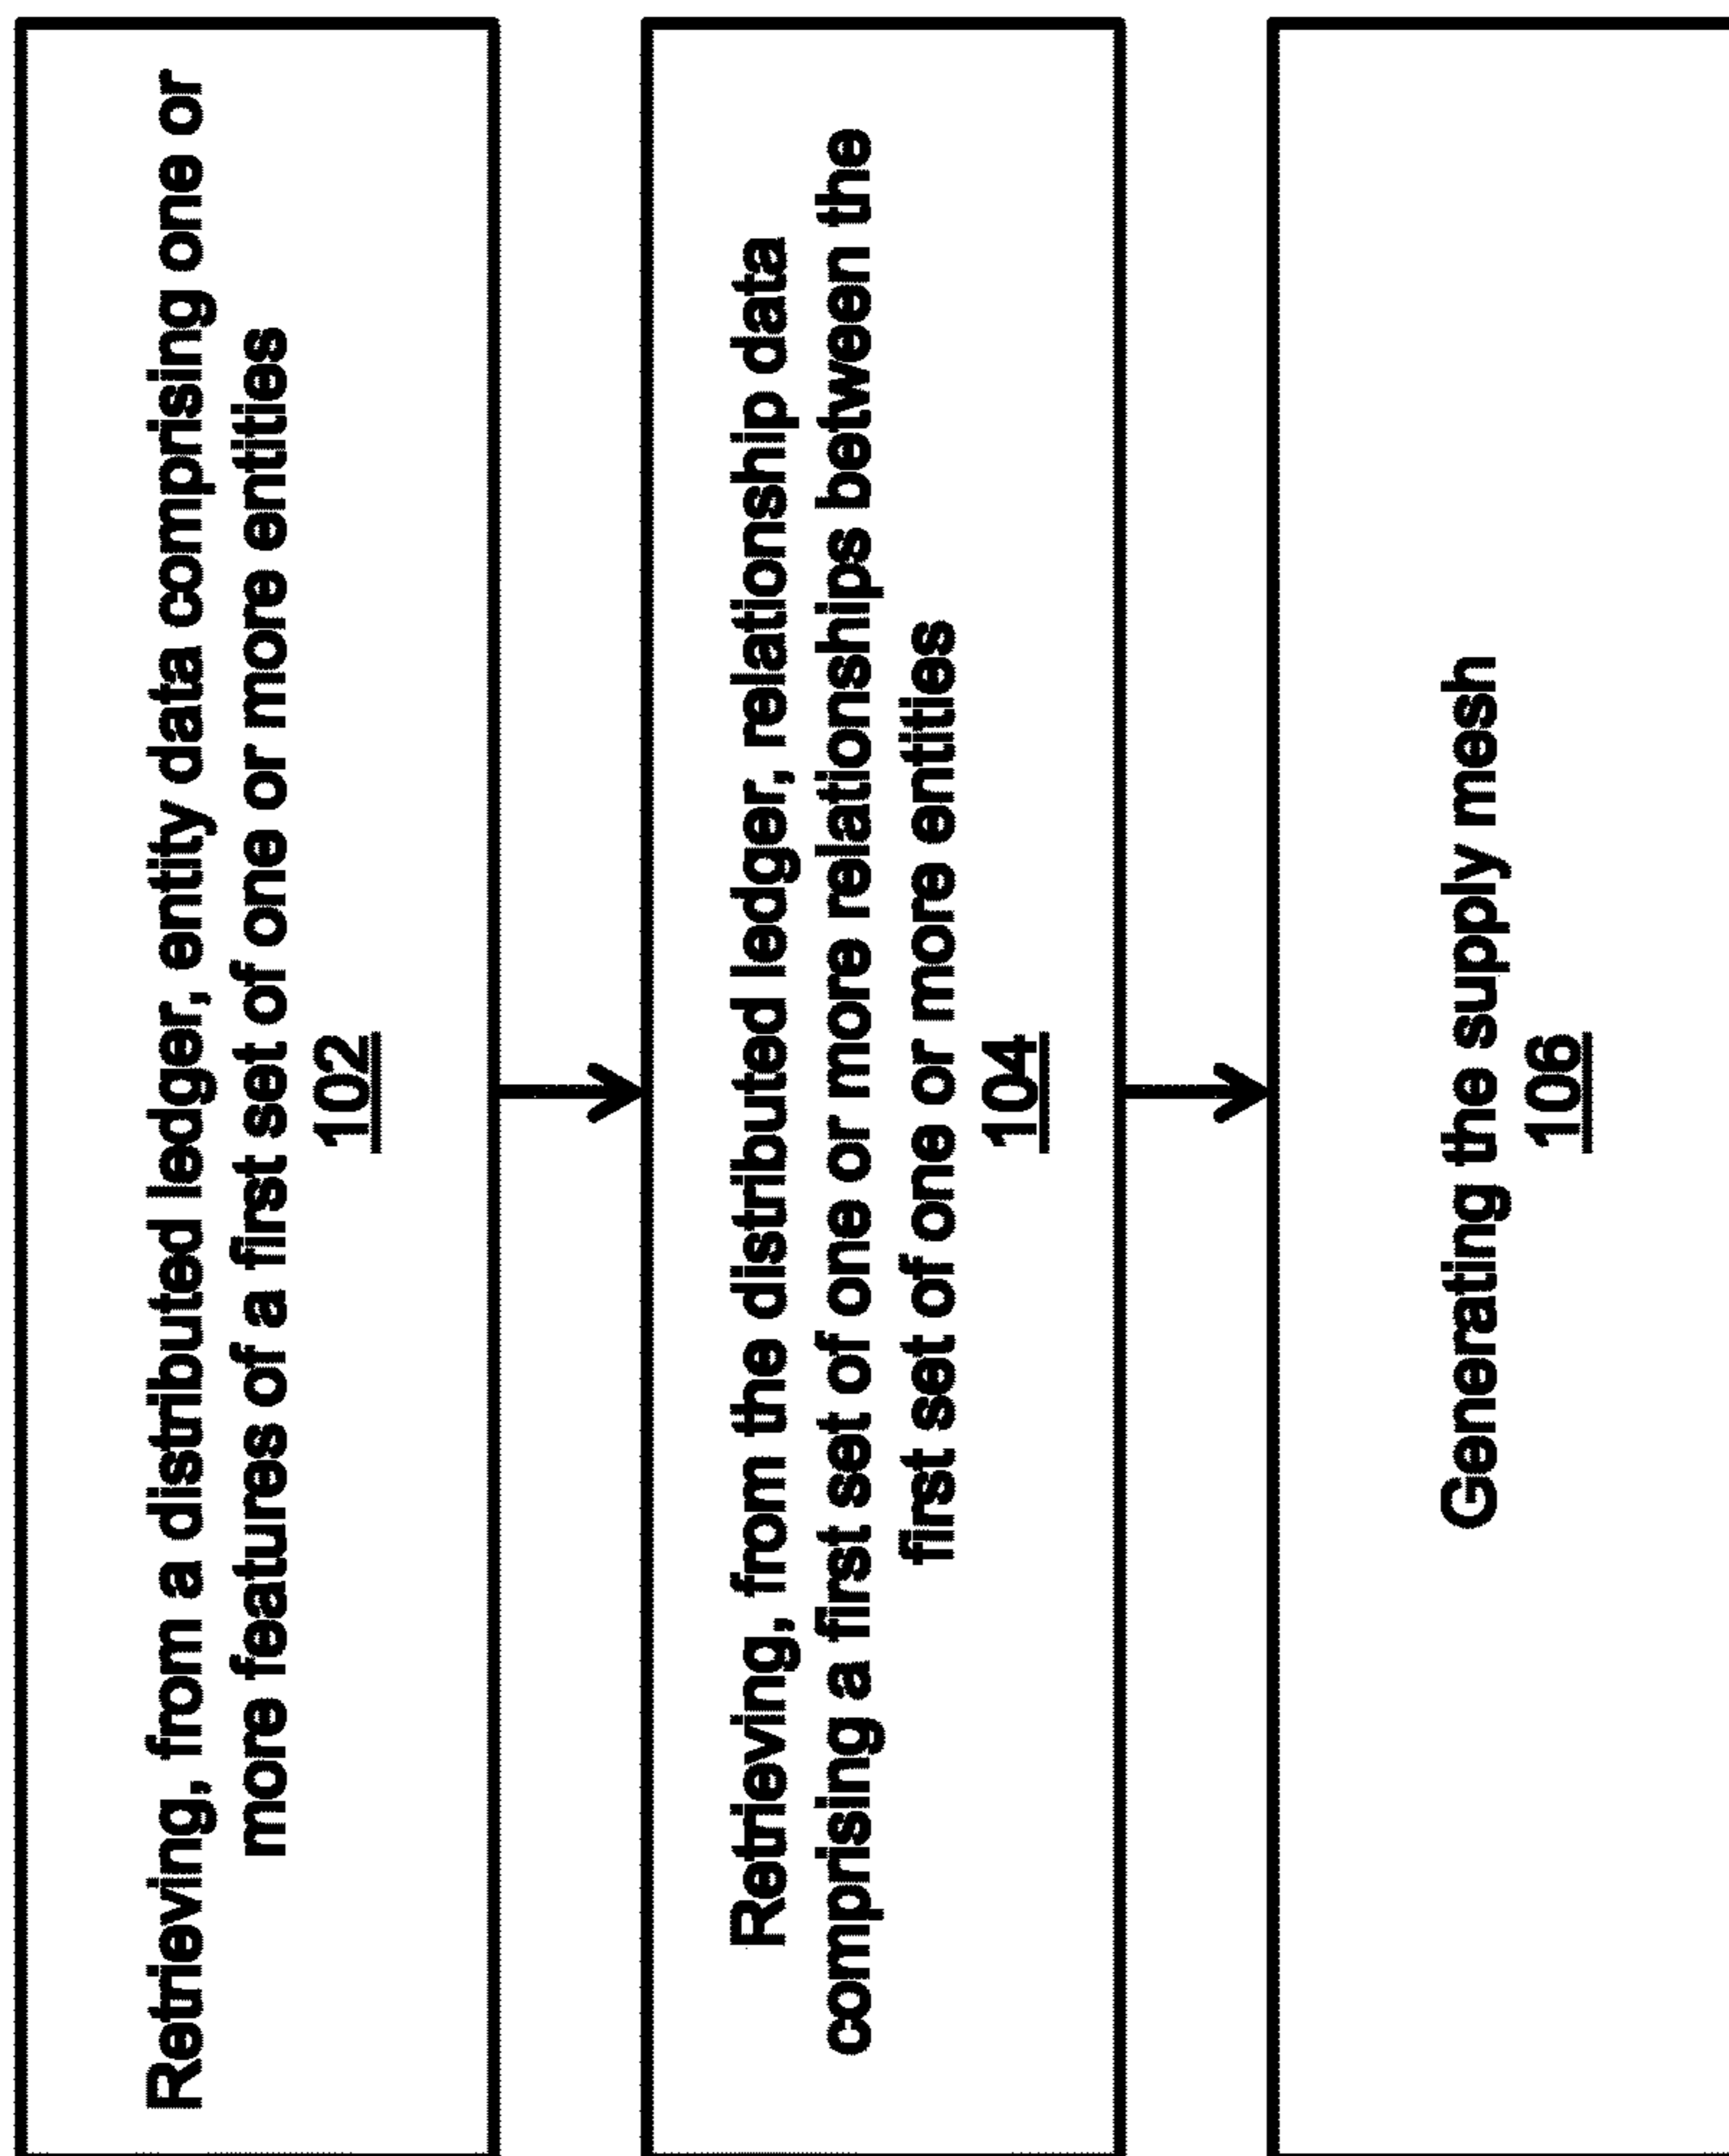 Retrieving, from a distributed ledger, entity data comprising one or
more features of a first set of one or more entities
102
Retrieving, from the distributed ledger, relationship data
comprising a first set of one or more relationships between the
first set of one or more entities
104
Generating the supply mesh
106